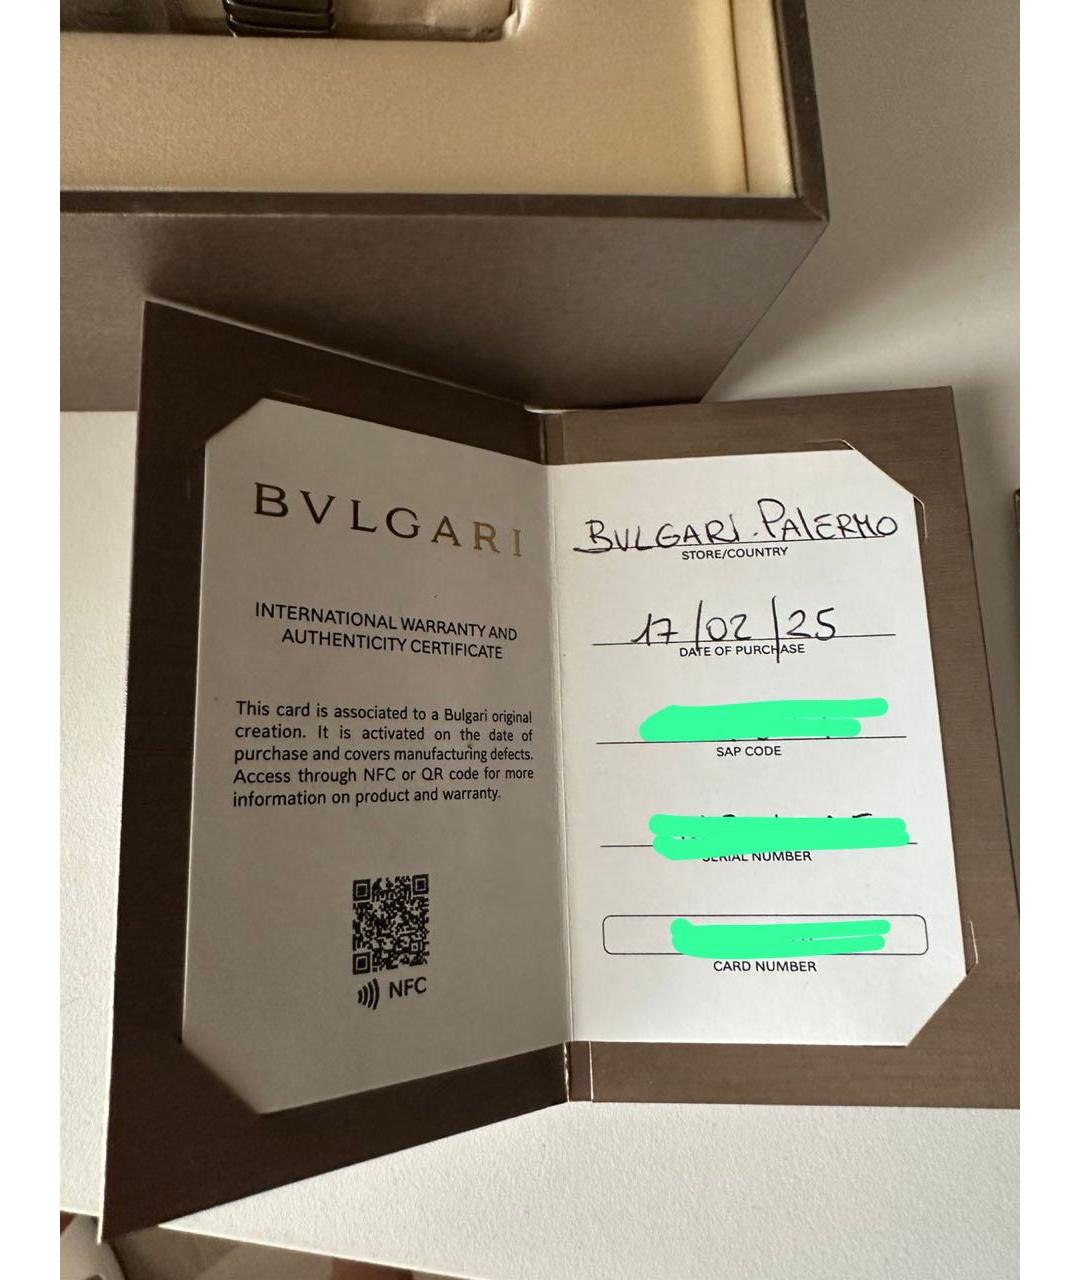 BVLGARI
INTERNATIONAL WARRANTY AND
AUTHENTICITY CERTIFICATE
This card is associated to a Bulgari original
creation. It is activated on the date of
purchase and covers manufacturing defects.
Access through NFC or QR code for more
information on product and warranty.
NFC
BVLGARI. PALERMO
STORE/COUNTRY
17/02/25
DATE OF PURCHASE
SAP CODE
SERIAL NUMBER
CARD NUMBER